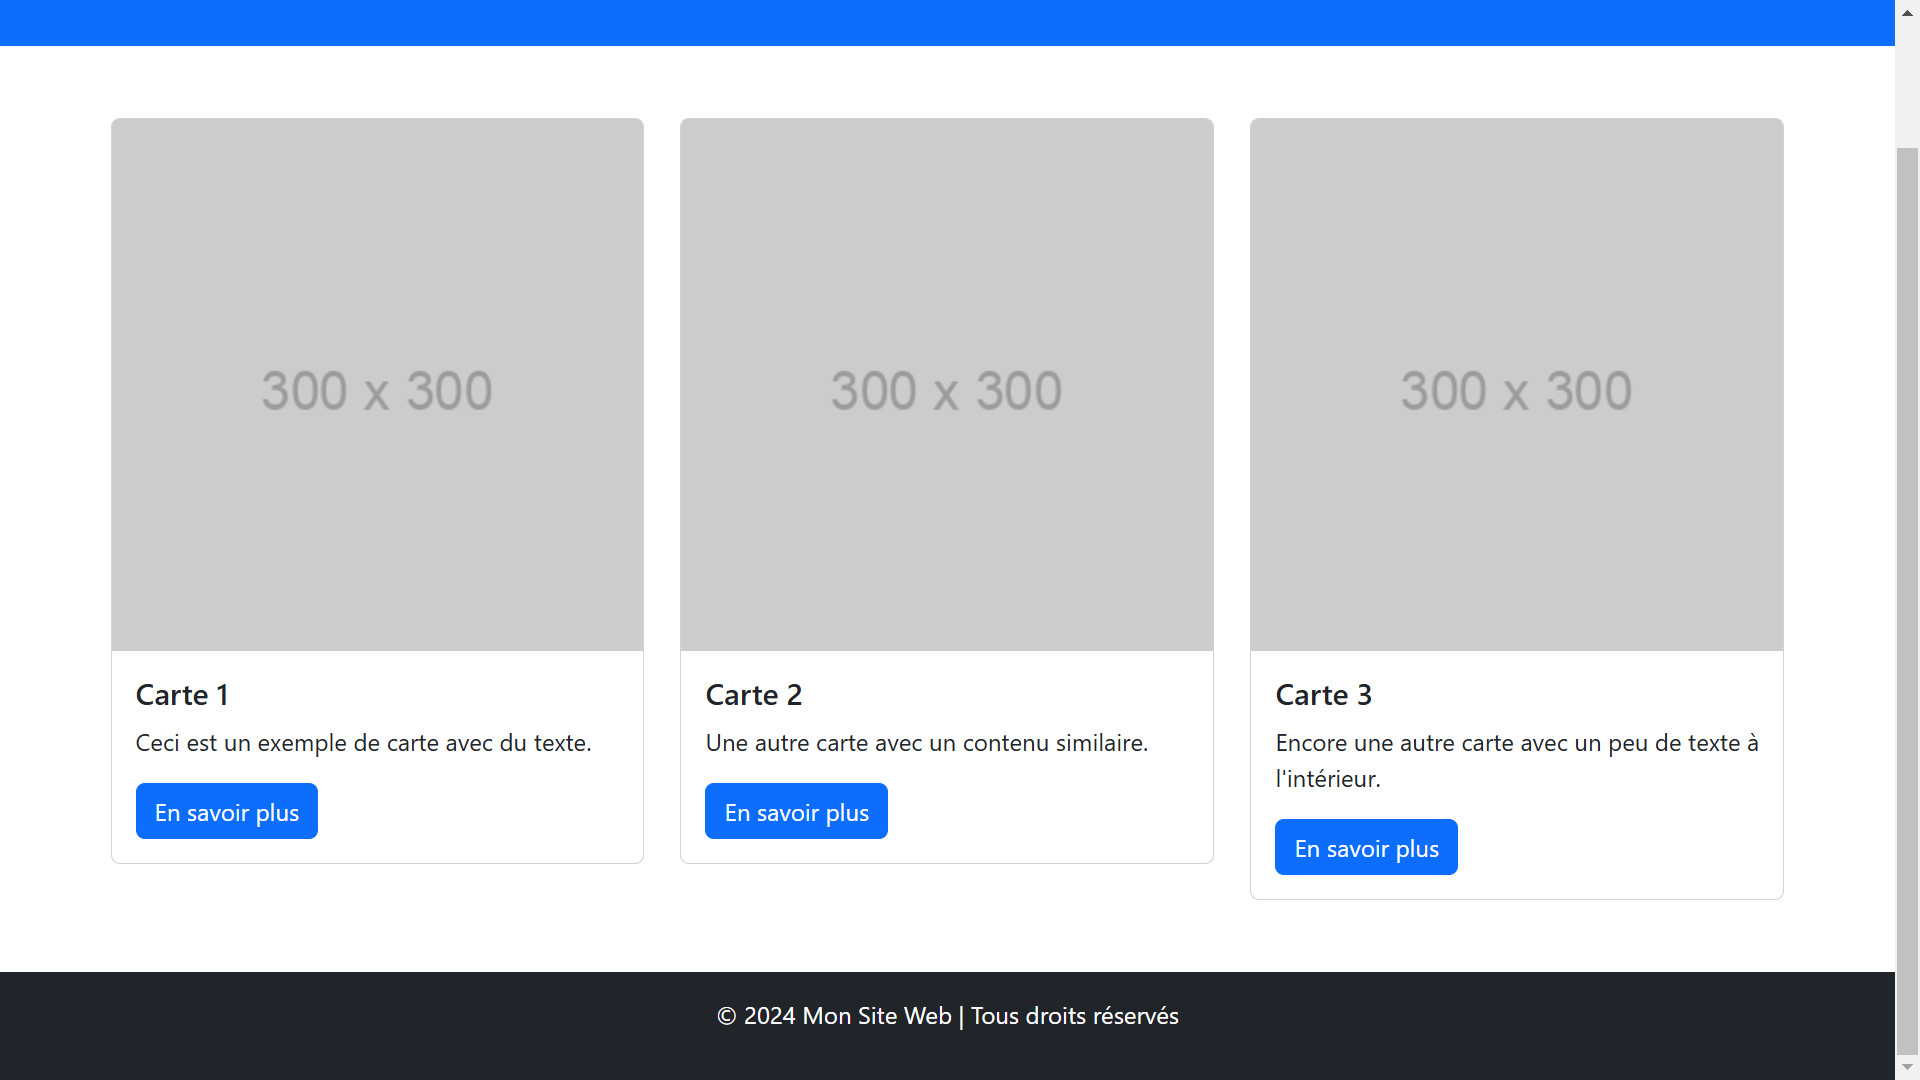 300 x 300
300 x 300
300 x 300
Carte 1
Ceci est un exemple de carte avec du texte.
En savoir plus
Carte 2
Une autre carte avec un contenu similaire.
En savoir plus
Carte 3
Encore une autre carte avec un peu de texte à
l'intérieur.
En savoir plus
© 2024 Mon Site Web | Tous droits réservés